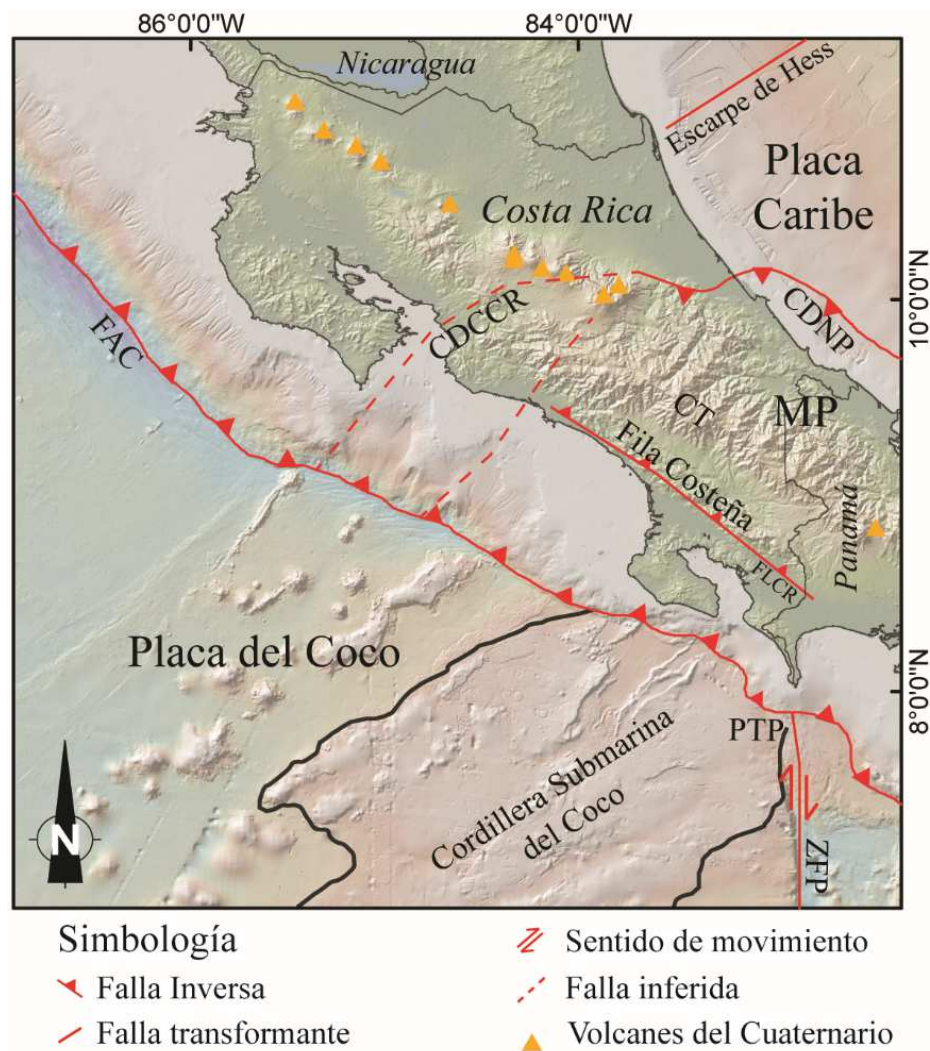 86°0'0"W
84°0'0"W
Nicaragua
Escarpe de Hess
Placa
Caribe
Costa Rica
10°0'0"N
CDCCR
CDNP
FAC
CT
MP
Fila Costeña
Panamá
FLCR
Placa del Coco
8°0'0"N
PTP
Cordillera Submarina
del Coco
ZFP
N
Simbología
Falla Inversa
Falla transformante
Sentido de movimiento
Falla inferida
Volcanes del Cuaternario